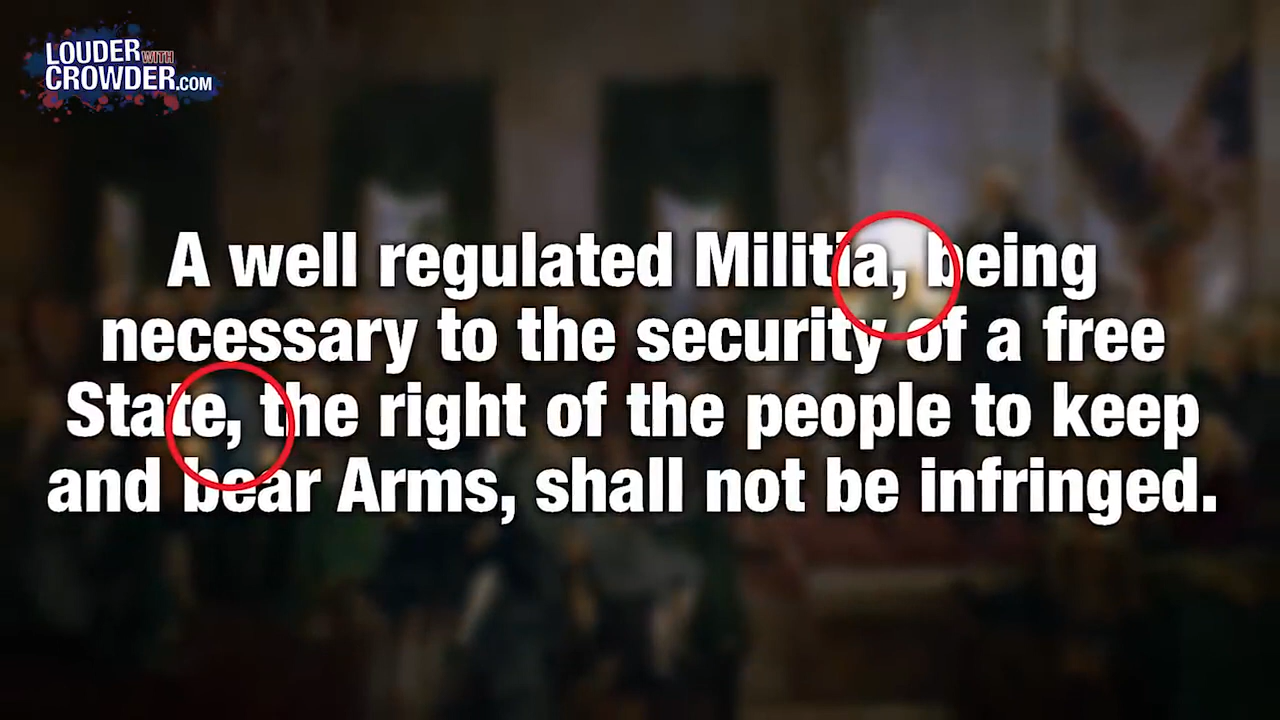 LOUDER WITH
CROWDER.COM
A well regulated Militia, being
necessary to the security of a free
State, the right of the people to keep
and bear Arms, shall not be infringed.